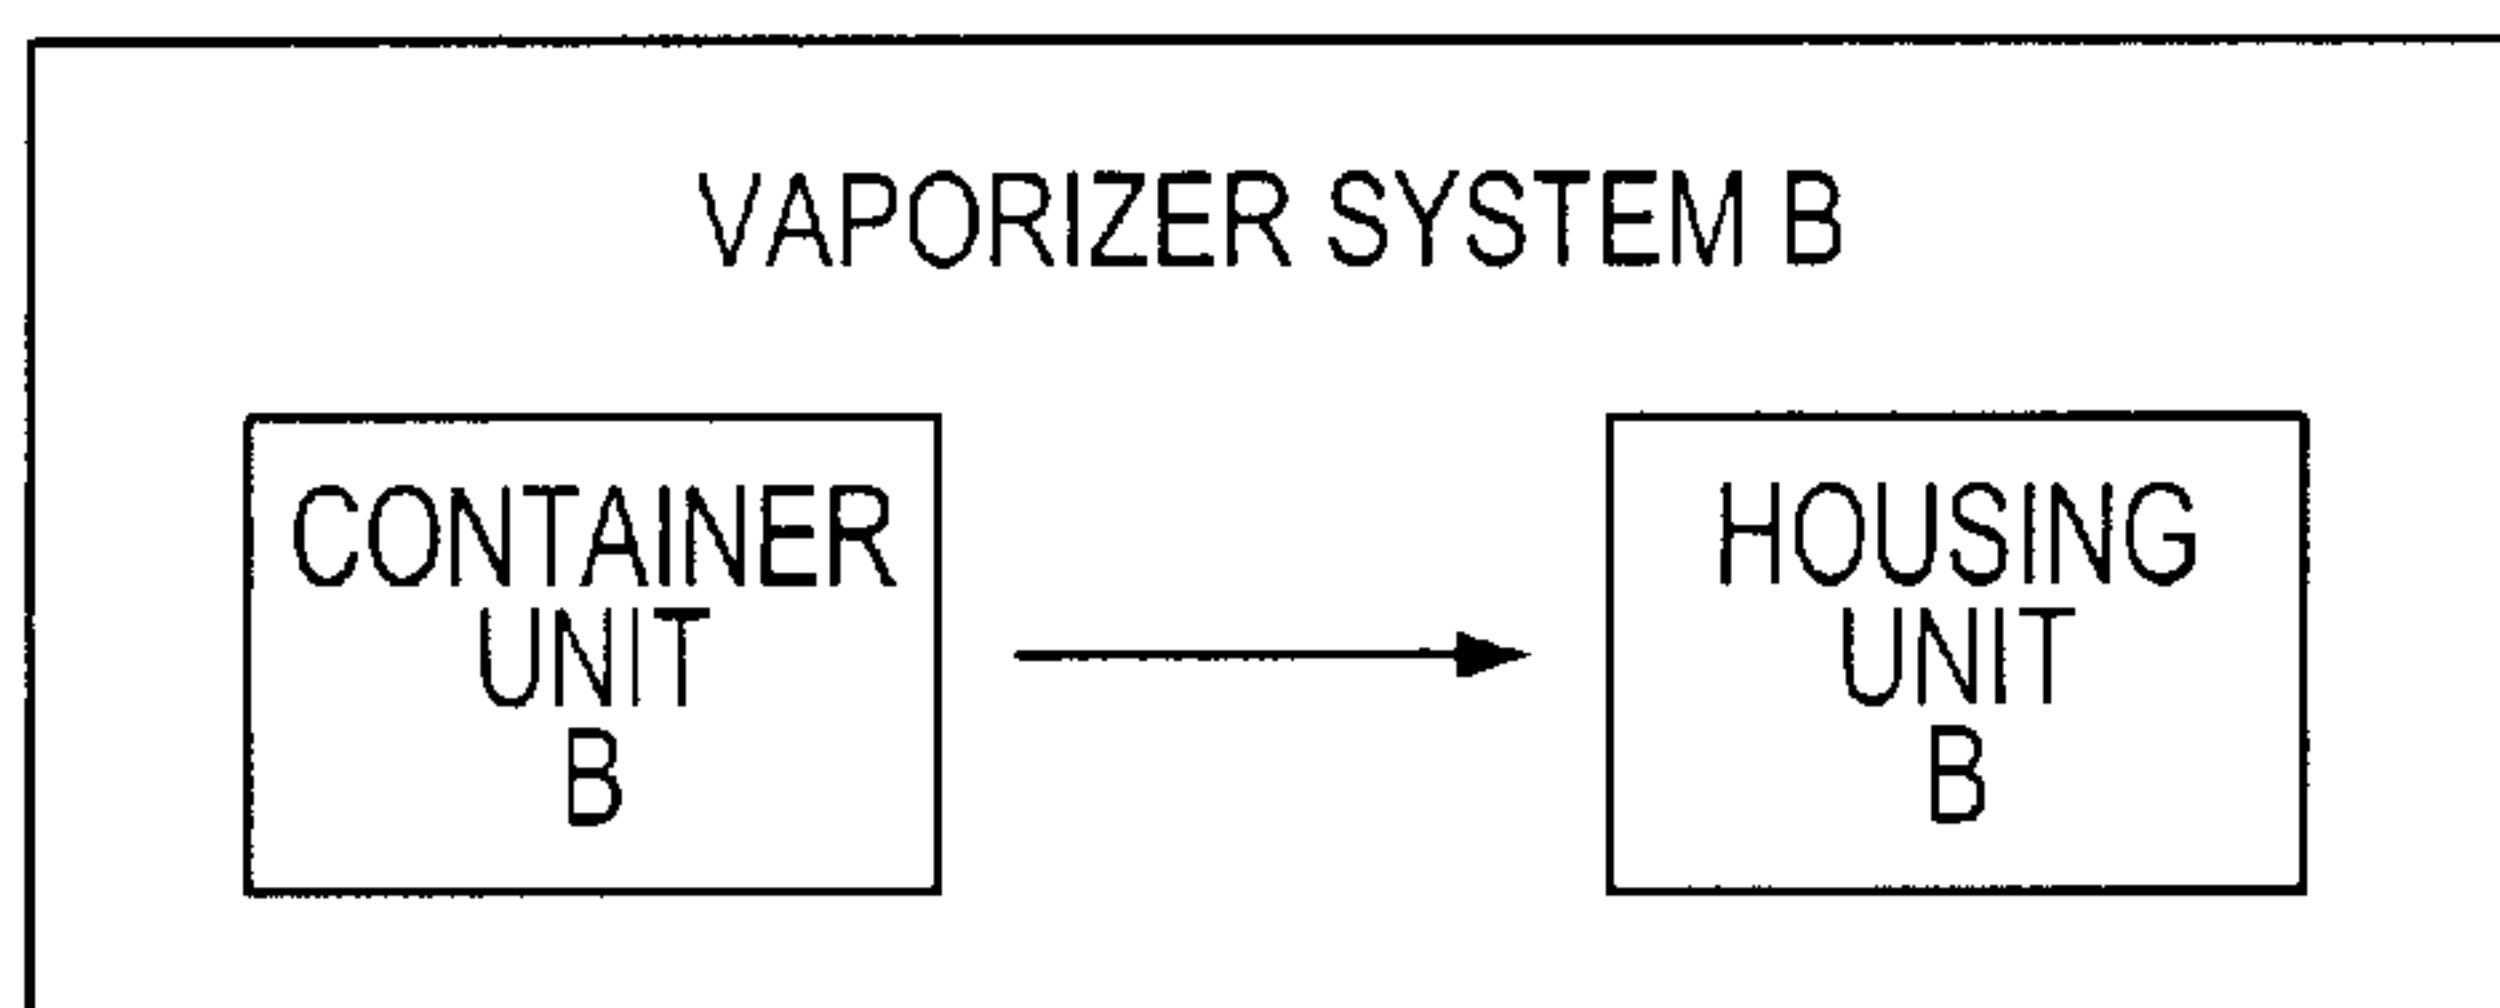 VAPORIZER SYSTEM B
CONTAINER
UNIT
B
HOUSING
UNIT
B